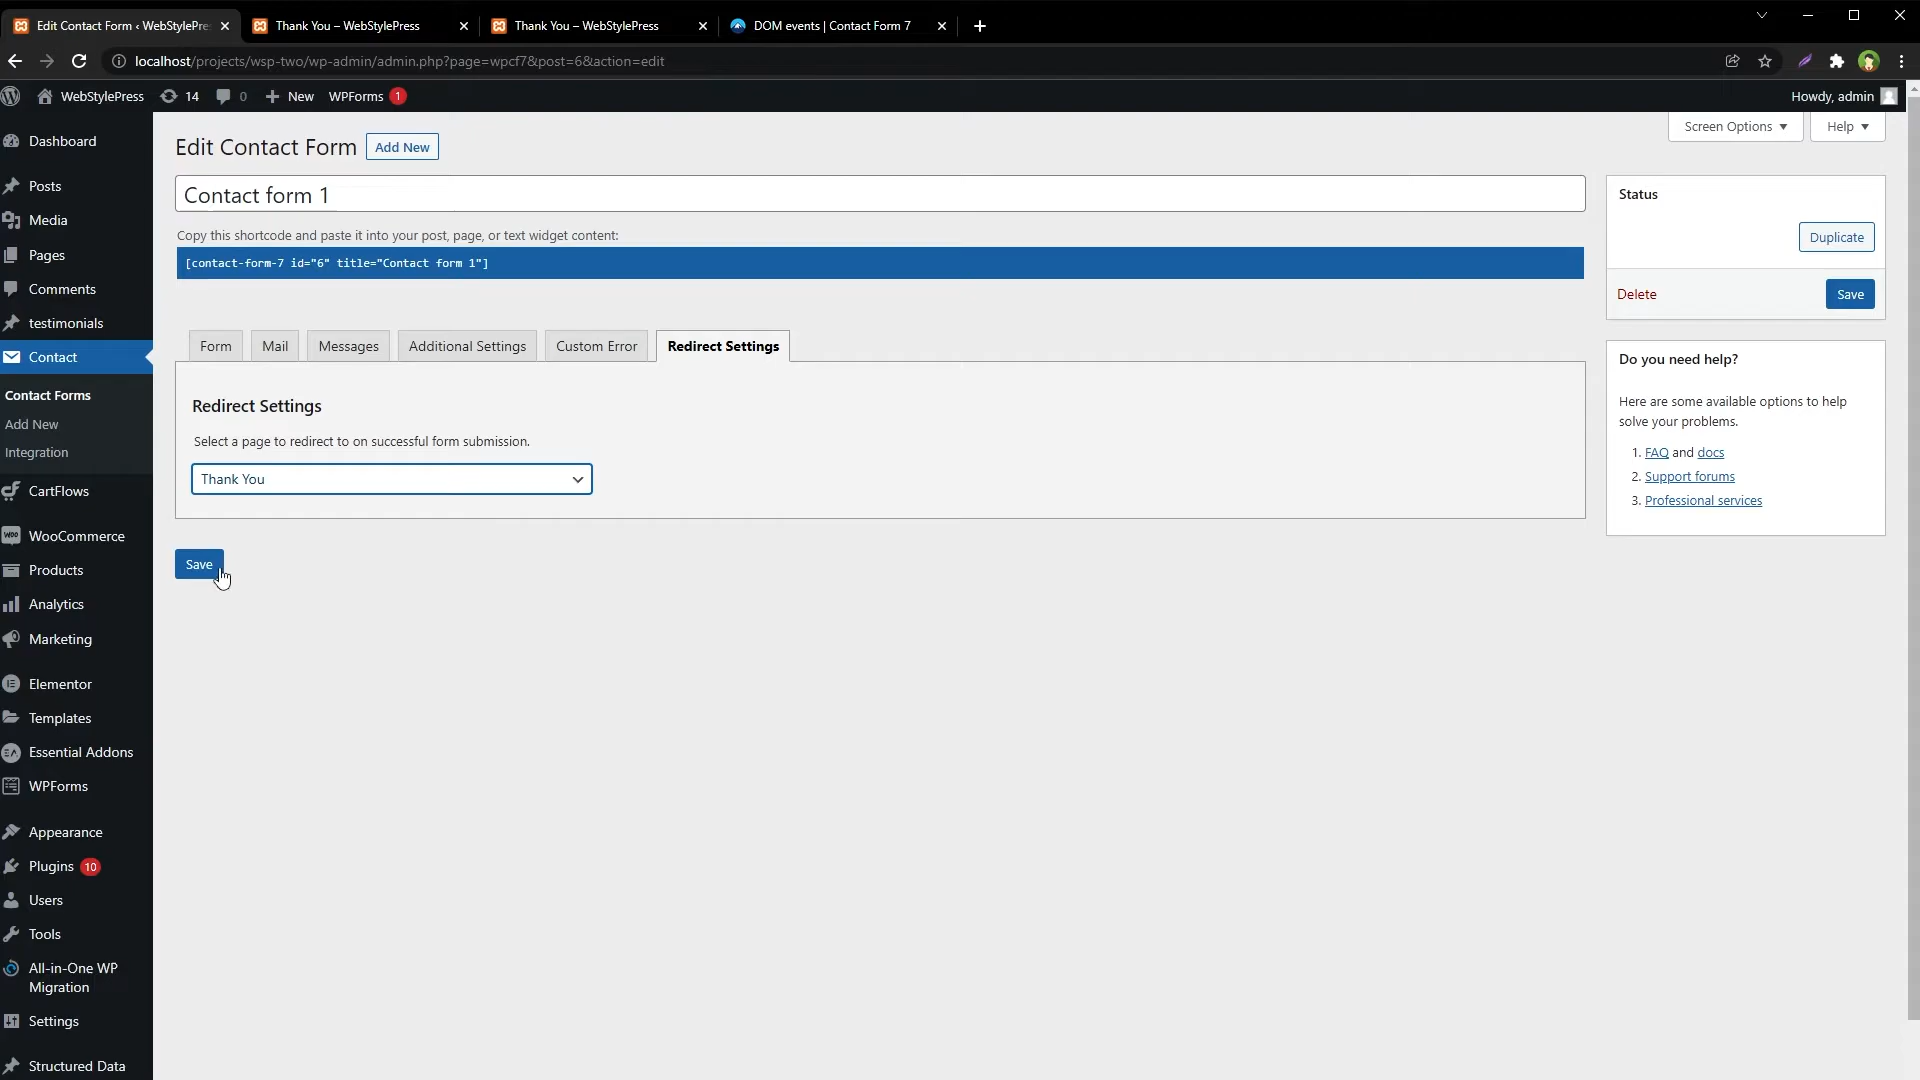 Edit Contact Form ‹ WebStylePre
Thank You – WebStylePress
Thank You – WebStylePress
DOM events | Contact Form 7
localhost/projects/wsp-two/wp-admin/admin.php?page=wpcf7&post=6&action=edit
WebStylePress
14
0
New
WPForms 1
Howdy, admin
Dashboard
Posts
Media
Pages
Comments
testimonials
Contact
Contact Forms
Add New
Integration
CartFlows
WooCommerce
Products
Analytics
Marketing
Elementor
Templates
Essential Addons
WPForms
Appearance
Plugins 10
Users
Tools
All-in-One WP
Migration
Settings
Structured Data
Screen Options
Help
Edit Contact Form
Add New
Contact form 1
Copy this shortcode and paste it into your post, page, or text widget content:
[contact-form-7 id="6" title="Contact form 1"]
Form
Mail
Messages
Additional Settings
Custom Error
Redirect Settings
Redirect Settings
Select a page to redirect to on successful form submission.
Thank You
Save
Status
Duplicate
Delete
Save
Do you need help?
Here are some available options to help
solve your problems.
1. FAQ and docs
2. Support forums
3. Professional services